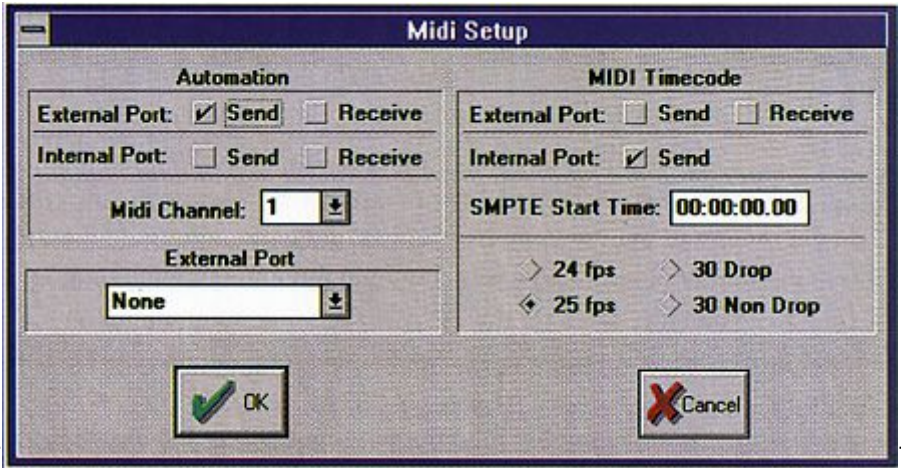 Midi Setup
Automation
External Port: Send Receive
Internal Port: Send Receive
Midi Channel: 1
External Port
None
MIDI Timecode
External Port: Send Receive
Internal Port: Send
SMPTE Start Time: 00:00:00.00
24 fps 30 Drop
25 fps 30 Non Drop
OK
Cancel